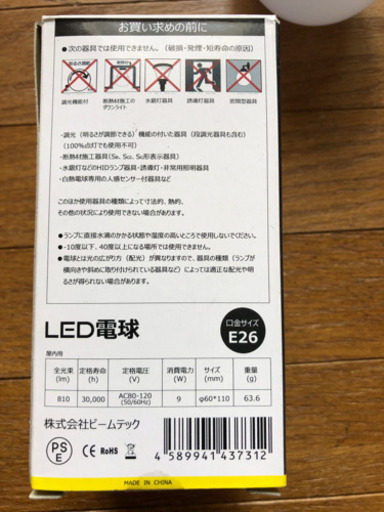 お買い求めの前に
●次の器具では使用できません。（破損・発煙・短寿命の原因）
調光機能付
断熱材施工の
ダウンライト
水銀灯器具
誘導灯器具
密閉型器具
・調光（明るさが調節できる）機能の付いた器具（段調光器具も含む）
（100%点灯でも使用不可）
・断熱材施工器具（SB、SGI、SG形表示器具）
・水銀灯などのHIDランプ器具・誘導灯・非常用照明器具
・白熱電球専用の人感センサー付器具など
このほか使用器具の種類によって寸法的、熱的、
その他の状況により使用できない場合があります。
●ランプに直接水滴のかかる状態や湿度の高いところで使用しないでください。
●-10度以下、40度以上になる場所では使用できません。
●電球とは光の広がり方（配光）が異なりますので、器具の種類（ランプが
横向きや斜めに取り付けられている器具など）によっては適正な配光や明
るさが得られない場合があります。
LED電球
口金サイズ
E26
屋内用
全光束 定格寿命 定格電圧 消費電力 サイズ 重量
(lm) (h) (V) (W) (mm) (g)
810 30,000 AC80-120 9 φ60*110 63.6
(50/60Hz)
株式会社ビームテック
PS
E
CE RoHS
4 589941 437312
MADE IN CHINA